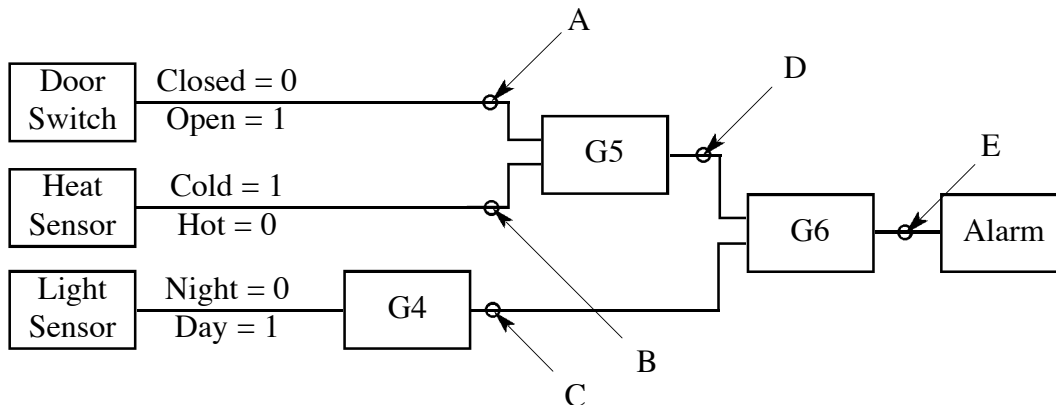 A
Door
Switch
Closed = 0
Open = 1
D
G5
E
Heat
Sensor
Cold = 1
Hot = 0
G6
Alarm
Light
Sensor
Night = 0
Day = 1
G4
B
C